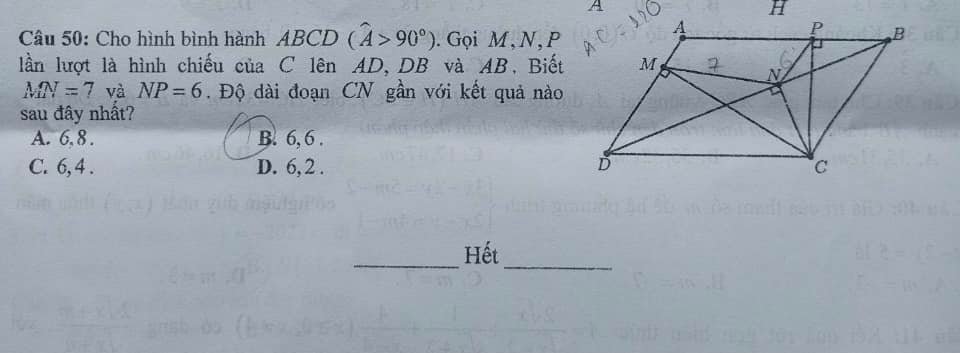 A H
Câu 50: Cho hình bình hành ABCD (Â > 90°). Gọi M, N, P
lần lượt là hình chiếu của C lên AD, DB và AB. Biết
MN = 7 và NP = 6. Độ dài đoạn CN gần với kết quả nào
sau đây nhất?
A. 6,8. B. 6,6.
C. 6,4. D. 6,2.
A P B
M 7 N 6
D C
Hết